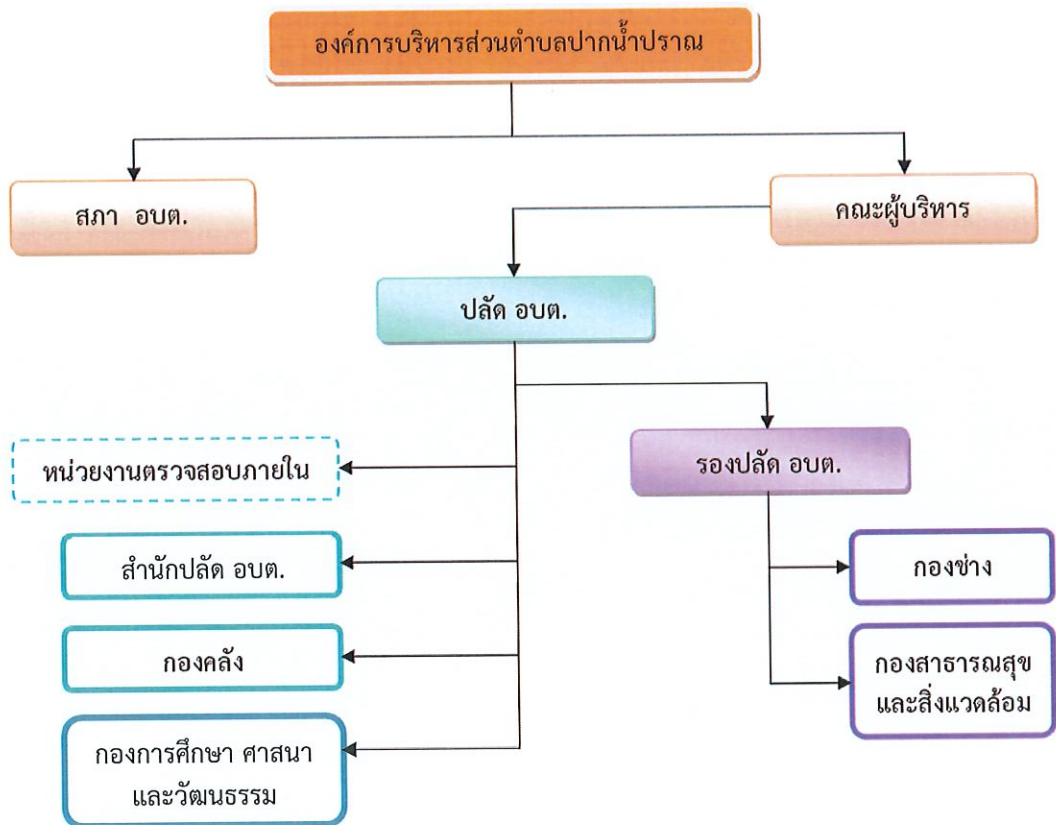 องค์การบริหารส่วนตำบลปากน้ำปราณ
สภา อบต.
คณะผู้บริหาร
ปลัด อบต.
หน่วยงานตรวจสอบภายใน
รองปลัด อบต.
สำนักปลัด อบต.
กองช่าง
กองคลัง
กองสาธารณสุข
และสิ่งแวดล้อม
กองการศึกษา ศาสนา
และวัฒนธรรม